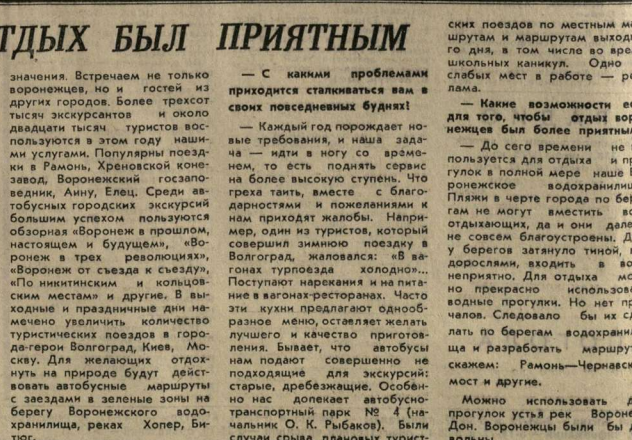 ТДЫХ БЫЛ ПРИЯТНЫМ
значения. Встречаем не только
воронежцев, но и гостей из
других городов. Более трехсот
тысяч экскурсантов и около
двадцати тысяч туристов вос-
пользуются в этом году наши-
ми услугами. Популярны поезд-
ки в Рамонь, Хреновской коне-
завод, Воронежский госзапо-
ведник, Анну, Елец. Среди ав-
тобусных городских экскурсий
большим успехом пользуются
обзорная «Воронеж в прошлом,
настоящем и будущем», «Во-
ронеж в трех революциях»,
«Воронеж от съезда к съезду»,
«По никитинским и кольцов-
ским местам» и другие. В вы-
ходные и праздничные дни на-
мечено увеличить количество
туристических поездов в горо-
да-герои Волгоград, Киев, Мо-
скву. Для желающих отдох-
нуть на природе будут дейст-
вовать автобусные маршруты
с заездами в зеленые зоны на
берегу Воронежского водо-
хранилища, реках Хопер, Би-
тюг.
— С какими проблемами
приходится сталкиваться вам в
своих повседневных буднях?
— Каждый год порождает но-
вые требования, и наша зада-
ча — идти в ногу со време-
нем, то есть поднять сервис
на более высокую ступень. Что
греха таить, вместе с благо-
дарностями и пожеланиями к
нам приходят жалобы. Напри-
мер, один из туристов, который
совершил зимнюю поездку в
Волгоград, жаловался: «В ва-
гонах турпоезда холодно»...
Поступают нарекания и на пита-
ние в вагонах-ресторанах. Часто
эти кухни предлагают однооб-
разное меню, оставляет желать
лучшего и качество приготов-
ления. Бывает, что автобусы
нам подают совершенно не
подходящие для экскурсий:
старые, дребезжащие. Особен-
но нас допекает автобусно-
транспортный парк № 4 (на-
чальник О. К. Рыбаков). Были
случаи срыва плановых турист-
ских поездов по местным м
шрутам и маршрутам выход
го дня, в том числе во вре
школьных каникул. Одно
слабых мест в работе — ре
лама.
— Какие возможности е
для того, чтобы отдых вор
нежцев был более приятным
— До сего времени не
пользуется для отдыха и пр
гулок в полной мере наше
ронежское водохранилищ
Пляжи в черте города по бер
гам не могут вместить в
отдыхающих, да и они дале
не совсем благоустроены. Д
у берегов затянуло тиной,
дорослями, входить в во
неприятно. Для отдыха мо
но прекрасно использова
водные прогулки. Но нет пр
чалов. Следовало бы их сд
лать по берегам водохрани
ща и разработать маршру
скажем: Рамонь—Чернавск
мост и другие.
Можно использовать д
прогулок устья рек Ворон
Дон. Воронежцы были бы д
вольны